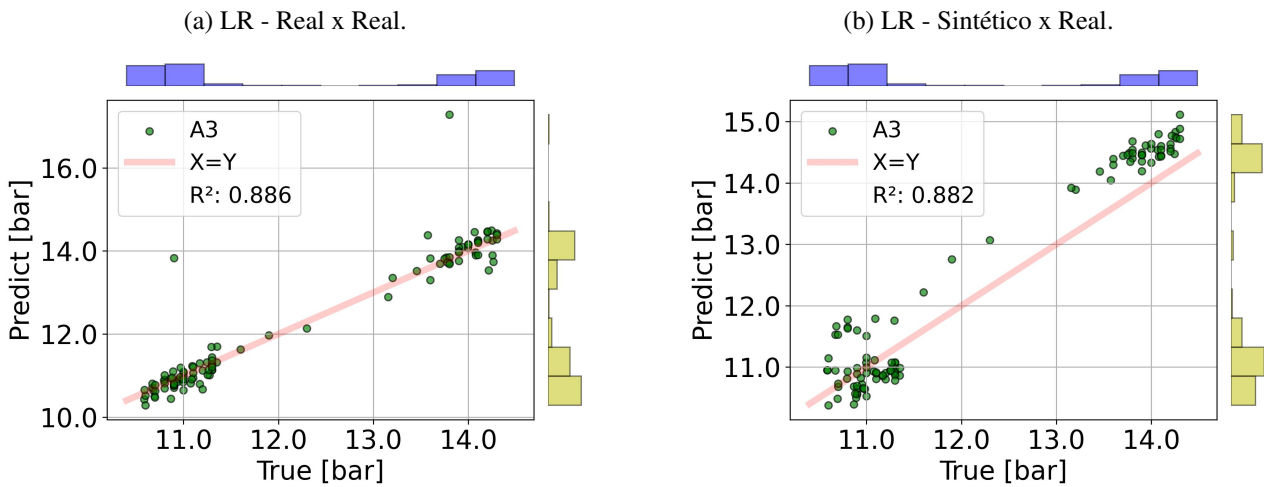 (a) LR - Real x Real.
A3
X=Y
R²: 0.886
16.0
14.0
12.0
10.0
Predict [bar]
11.0 12.0 13.0 14.0
True [bar]
(b) LR - Sintético x Real.
A3
X=Y
R²: 0.882
15.0
14.0
13.0
12.0
11.0
Predict [bar]
11.0 12.0 13.0 14.0
True [bar]